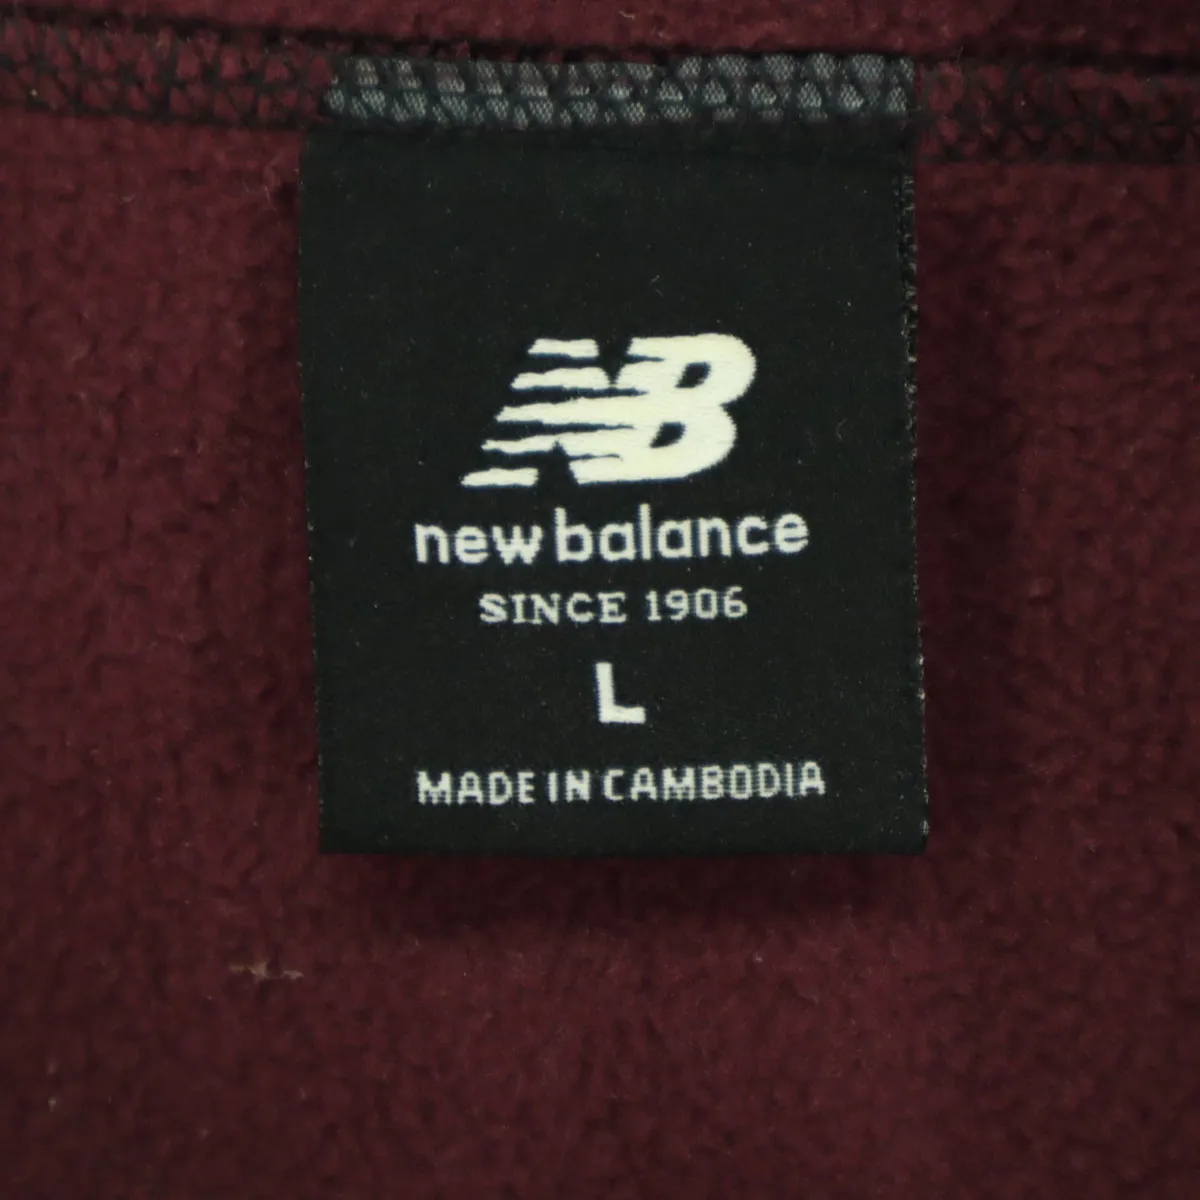 NB
new balance
SINCE 1906
L
MADE IN CAMBODIA